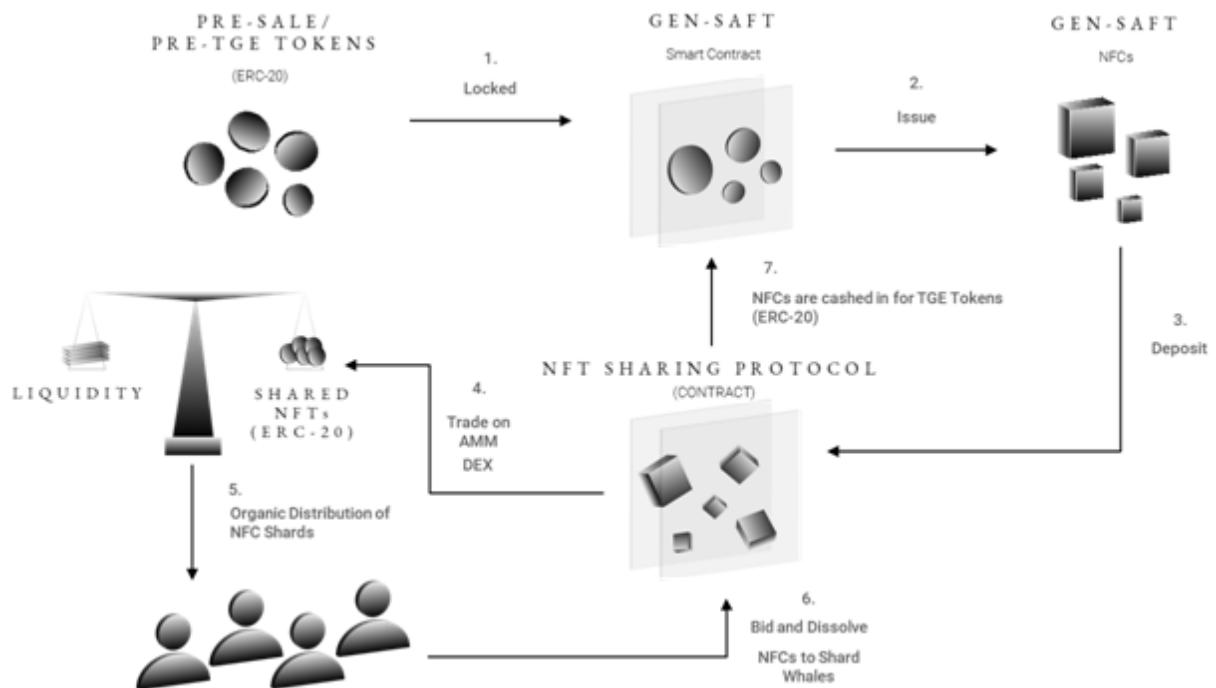 PRE-SALE/
PRE-TGE TOKENS
(ERC-20)
1.
Locked
GEN-SAFT
Smart Contract
2.
Issue
GEN-SAFT
NFCs
3.
Deposit
7.
NFCs are cashed in for TGE Tokens
(ERC-20)
NFT SHARING PROTOCOL
(CONTRACT)
4.
Trade on
AMM
DEX
LIQUIDITY
SHARED
NFTs
(ERC-20)
5.
Organic Distribution of
NFC Shards
6.
Bid and Dissolve
NFCs to Shard
Whales